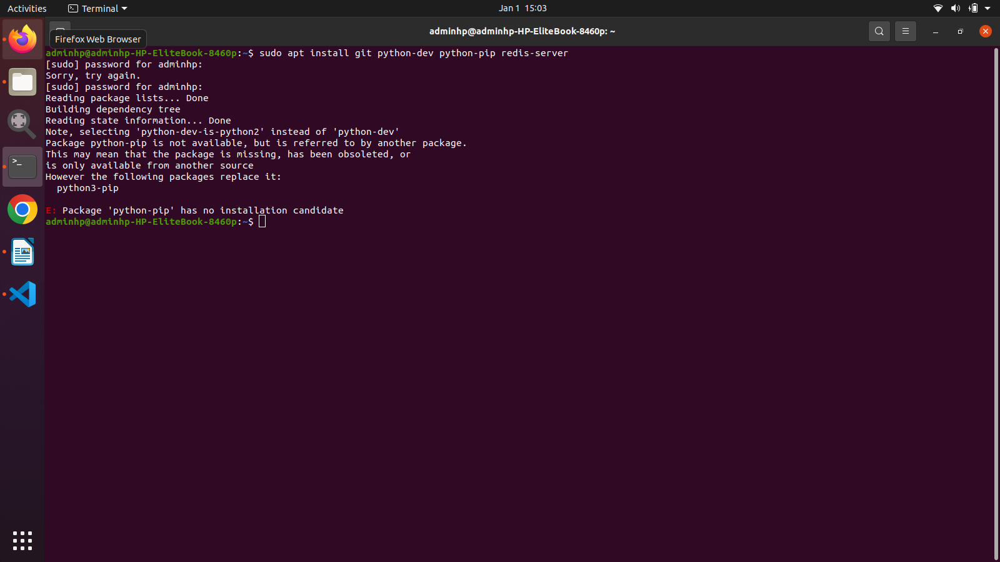 Activities
Terminal
Jan 1 15:03
adminhp@adminhp-HP-EliteBook-8460p: ~
Firefox Web Browser
adminhp@adminhp-HP-EliteBook-8460p:~$ sudo apt install git python-dev python-pip redis-server
[sudo] password for adminhp:
Sorry, try again.
[sudo] password for adminhp:
Reading package lists... Done
Building dependency tree
Reading state information... Done
Note, selecting 'python-dev-is-python2' instead of 'python-dev'
Package python-pip is not available, but is referred to by another package.
This may mean that the package is missing, has been obsoleted, or
is only available from another source
However the following packages replace it:
  python3-pip
E: Package 'python-pip' has no installation candidate
adminhp@adminhp-HP-EliteBook-8460p:~$